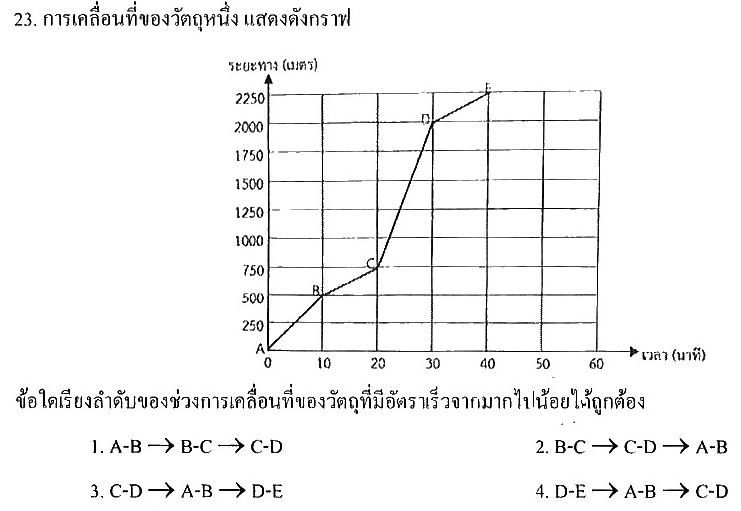 23. การเคลื่อนที่ของวัตถุหนึ่ง แสดงดังกราฟ
ระยะทาง (เมตร)
2250
2000
1750
1500
1250
1000
750
500
250
A
B
C
D
E
0 10 20 30 40 50 60
เวลา (นาที)
ข้อใดเรียงลำดับของช่วงการเคลื่อนที่ของวัตถุที่มีอัตราเร็วจากมากไปน้อยได้ถูกต้อง
1. A-B → B-C → C-D
2. B-C → C-D → A-B
3. C-D → A-B → D-E
4. D-E → A-B → C-D